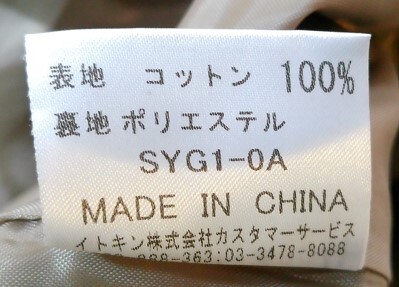 表地 コットン 100%
裏地 ポリエステル
SYG1-0A
MADE IN CHINA
イトキン株式会社カスタマーサービス
888-363:03-3478-8088